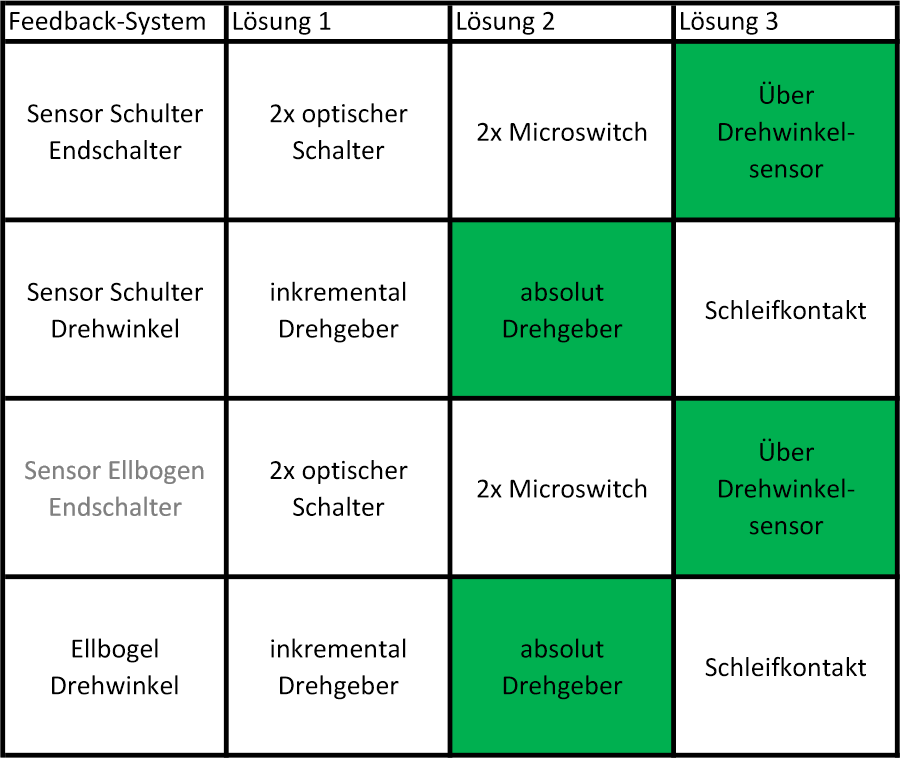 Feedback-System Lösung 1 Lösung 2 Lösung 3
Sensor Schulter
Endschalter
2x optischer
Schalter
2x Microswitch
Über
Drehwinkel-
sensor
Sensor Schulter
Drehwinkel
inkremental
Drehgeber
absolut
Drehgeber
Schleifkontakt
Sensor Ellbogen
Endschalter
2x optischer
Schalter
2x Microswitch
Über
Drehwinkel-
sensor
Ellbogel
Drehwinkel
inkremental
Drehgeber
absolut
Drehgeber
Schleifkontakt